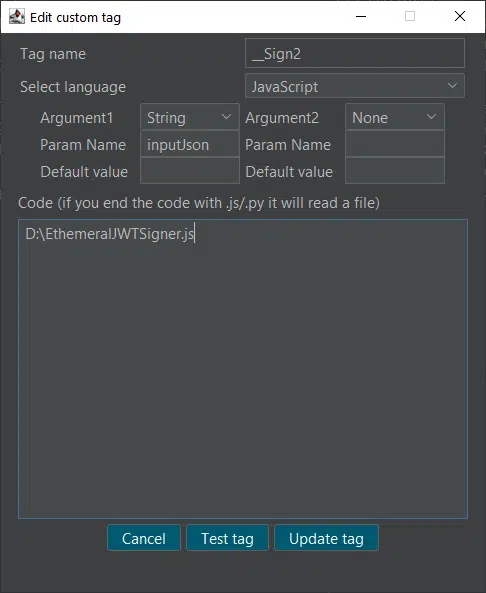 Edit custom tag
Tag name __Sign2
Select language JavaScript
Argument1 String Argument2 None
Param Name inputJson Param Name
Default value Default value
Code (if you end the code with .js/.py it will read a file)
D:\EthemeralJWTSigner.js
Cancel Test tag Update tag